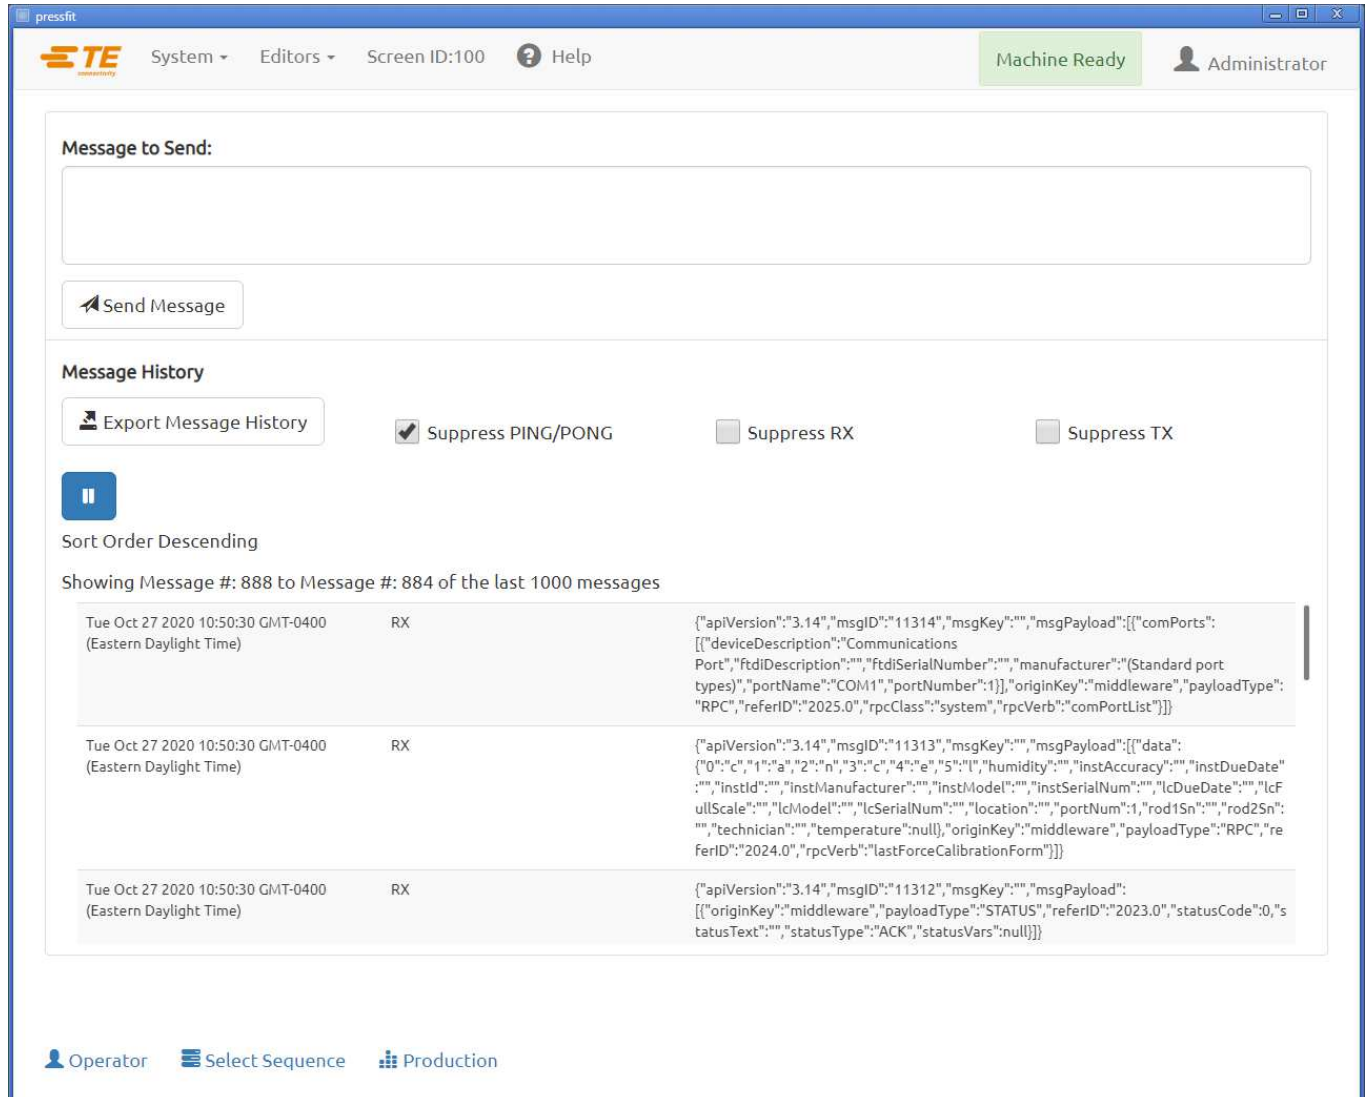 pressfit
TE
connectivity
System
Editors
Screen ID:100
? Help
Machine Ready
Administrator
Message to Send:
Send Message
Message History
Export Message History
Suppress PING/PONG
Suppress RX
Suppress TX
Sort Order Descending
Showing Message #: 888 to Message #: 884 of the last 1000 messages
Tue Oct 27 2020 10:50:30 GMT-0400
(Eastern Daylight Time)
RX
{"apiVersion":"3.14","msgID":"11314","msgKey":"","msgPayload":[{"comPorts":
[{"deviceDescription":"Communications
Port","ftdiDescription":"","ftdiSerialNumber":"","manufacturer":"(Standard port
types)","portName":"COM1","portNumber":1}],"originKey":"middleware","payloadType":
"RPC","referID":"2025.0","rpcClass":"system","rpcVerb":"comPortList"}]}
Tue Oct 27 2020 10:50:30 GMT-0400
(Eastern Daylight Time)
RX
{"apiVersion":"3.14","msgID":"11313","msgKey":"","msgPayload":[{"data":
{"0":"c","1":"a","2":"n","3":"c","4":"e","5":"l","humidity":"","instAccuracy":"","instDueDate"
:"","instId":"","instManufacturer":"","instModel":"","instSerialNum":"","lcDueDate":"","lcF
ullScale":"","lcModel":"","lcSerialNum":"","location":"","portNum":1,"rod1Sn":"","rod2Sn":
"","technician":"","temperature":null},"originKey":"middleware","payloadType":"RPC","re
ferID":"2024.0","rpcVerb":"lastForceCalibrationForm"}]}
Tue Oct 27 2020 10:50:30 GMT-0400
(Eastern Daylight Time)
RX
{"apiVersion":"3.14","msgID":"11312","msgKey":"","msgPayload":
[{"originKey":"middleware","payloadType":"STATUS","referID":"2023.0","statusCode":0,"s
tatusText":"","statusType":"ACK","statusVars":null}]}
Operator
Select Sequence
Production